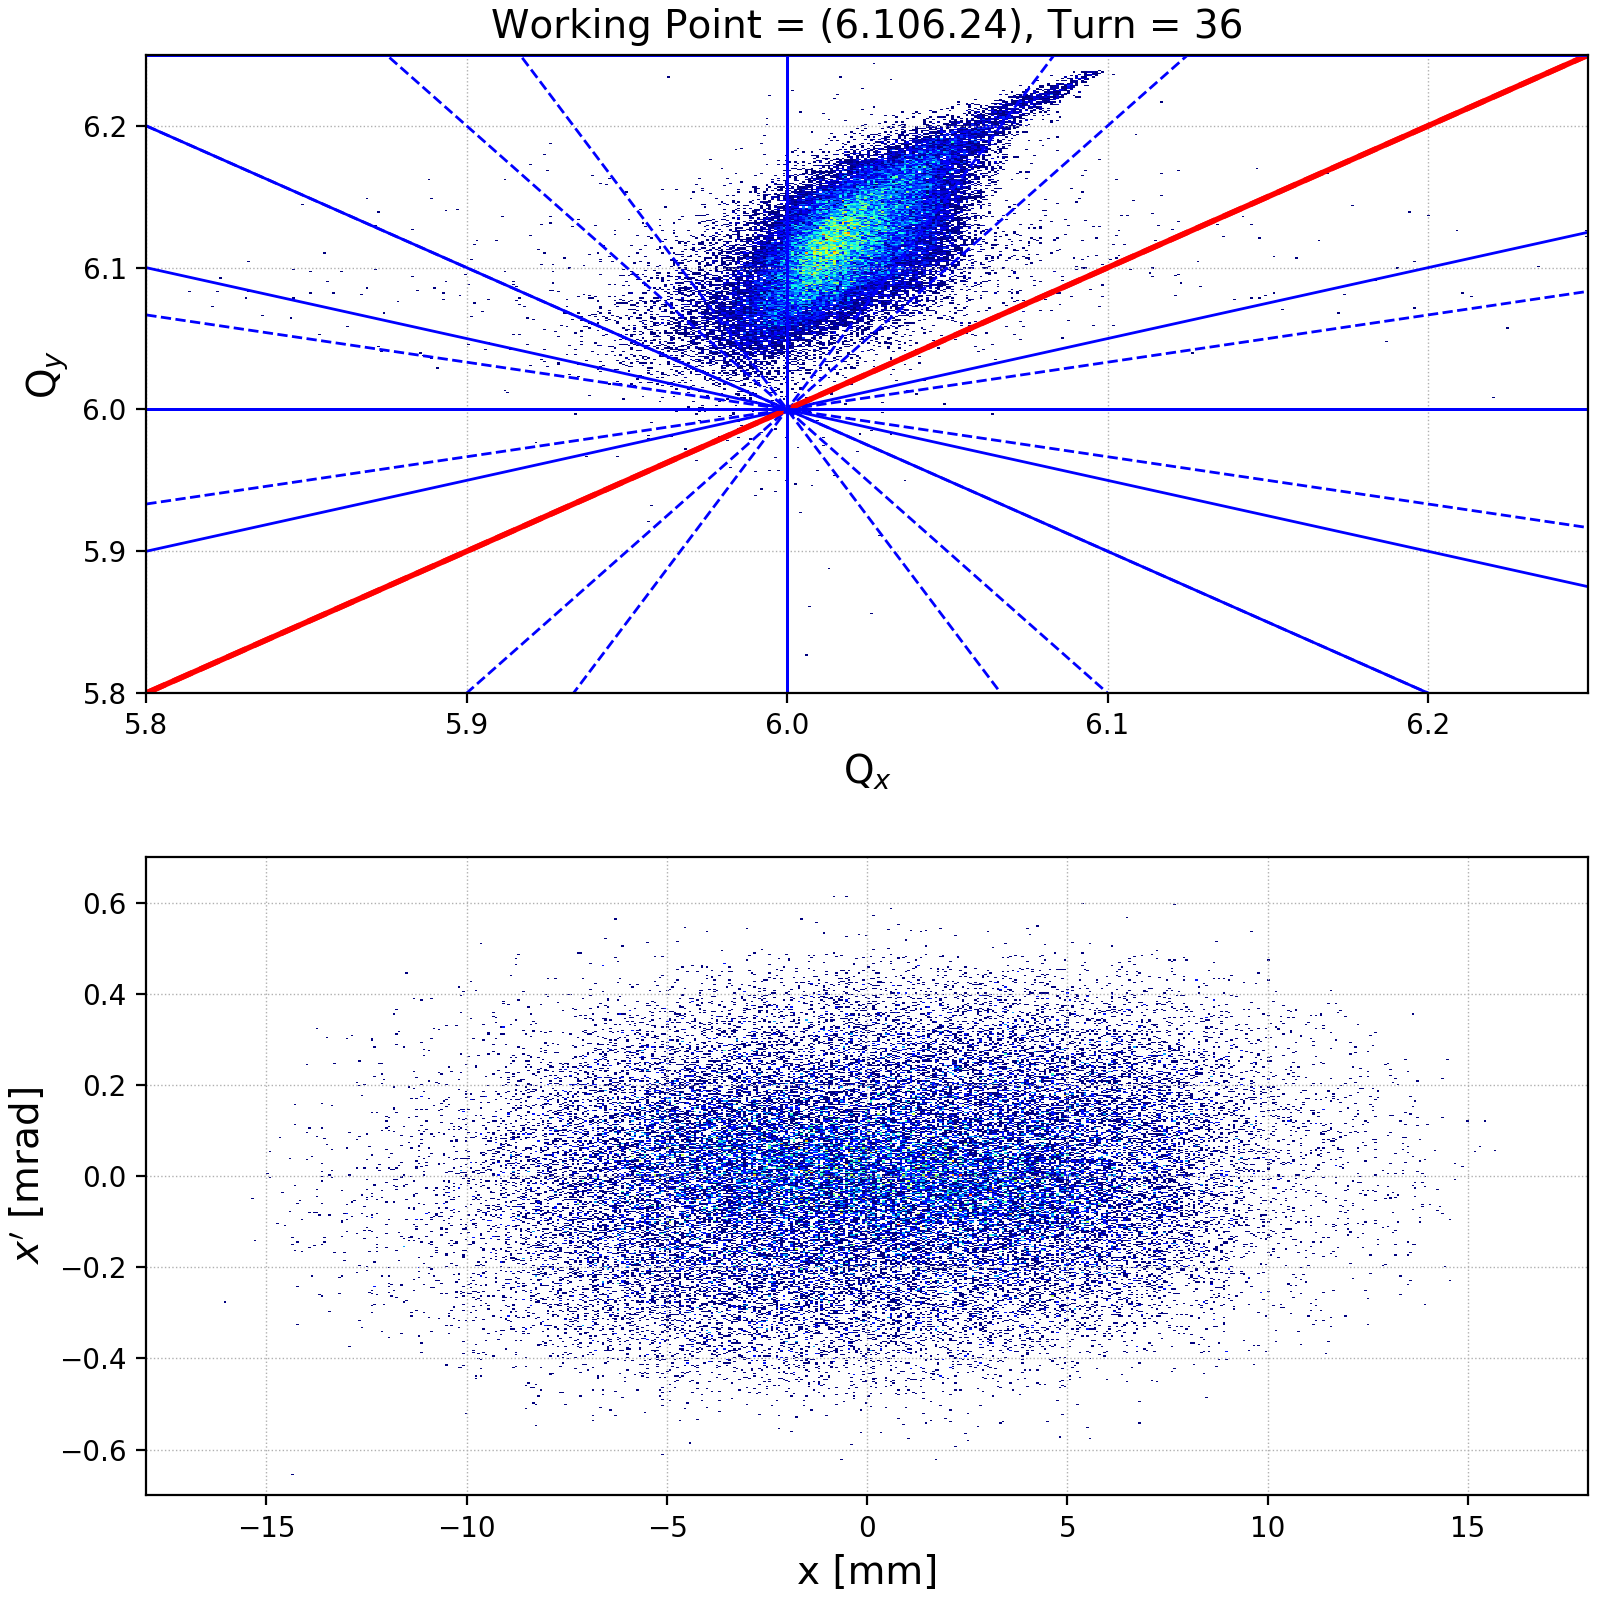 Working Point = (6.106.24), Turn = 36
6.2
6.1
6.0
5.9
5.8
Q_y
5.8 5.9 6.0 6.1 6.2
Q_x
0.6
0.4
0.2
0.0
−0.2
−0.4
−0.6
x′ [mrad]
−15 −10 −5 0 5 10 15
x [mm]